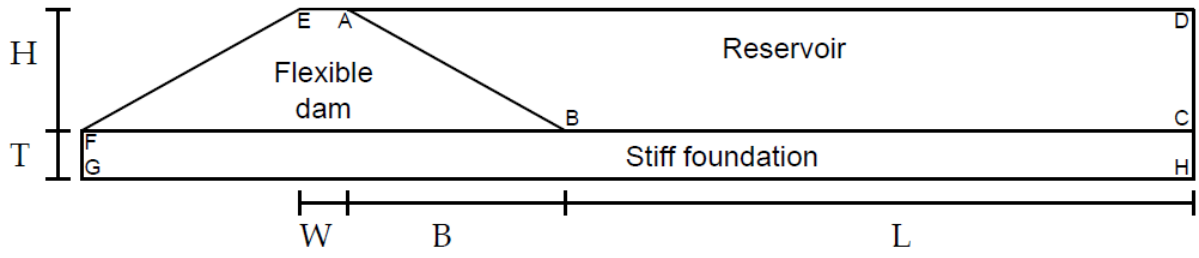 E A D
H Reservoir
Flexible
dam
B C
F
T Stiff foundation
G H
W B L